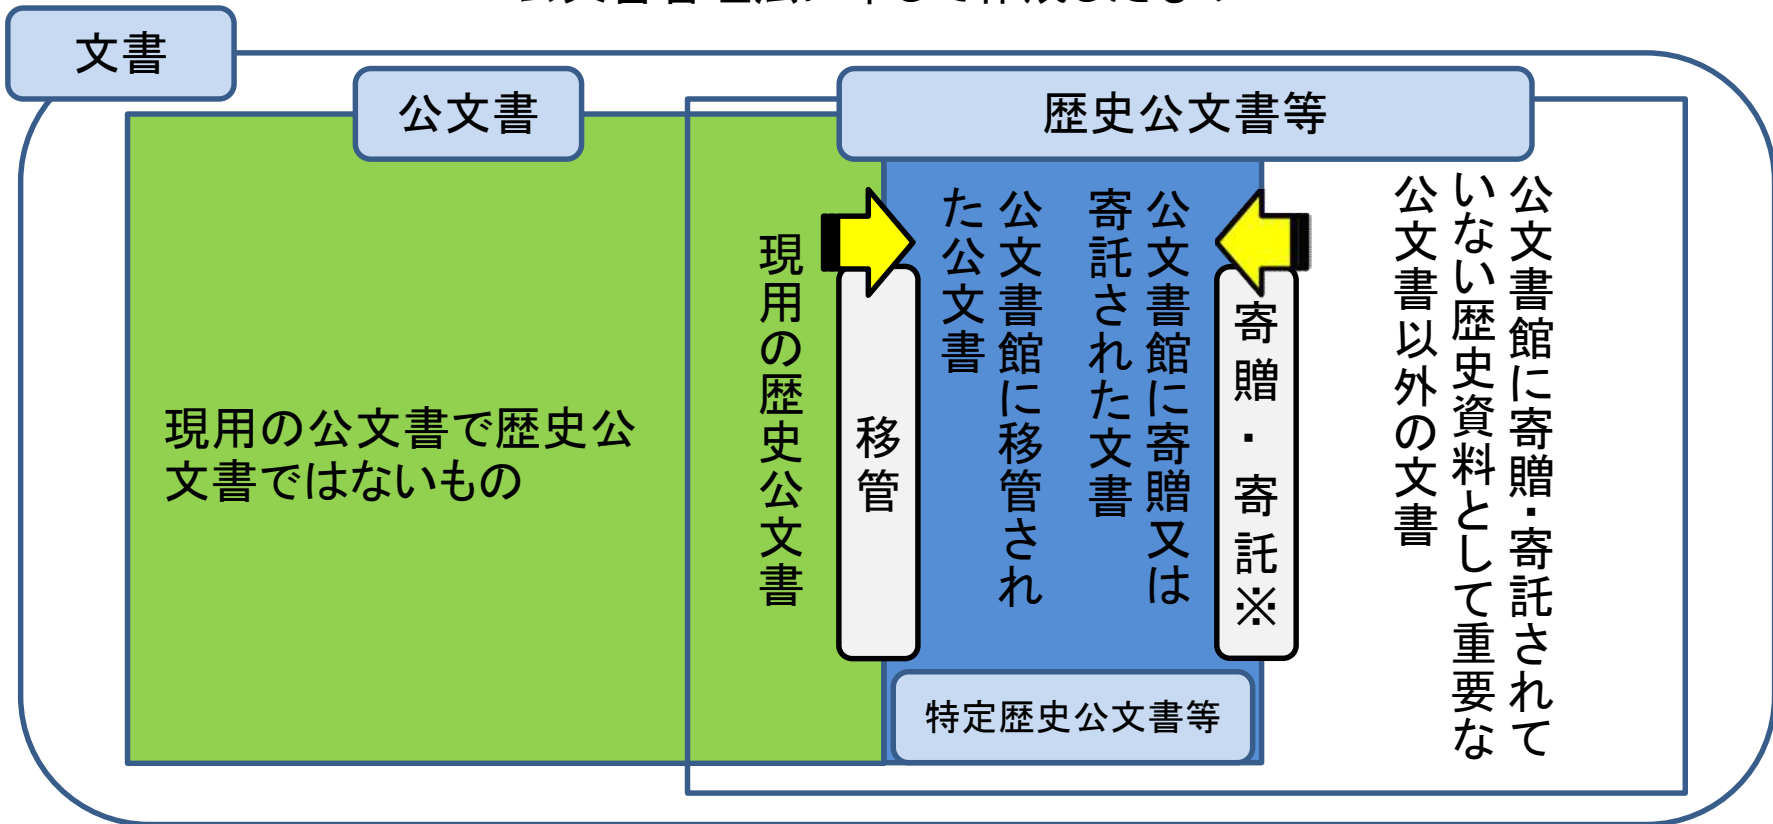 文書
公文書
歴史公文書等
現用の公文書で歴史公
文書ではないもの
現用の歴史公文書
移管
公文書館に移管され
た公文書
公文書館に寄贈又は
寄託された文書
寄贈・寄託※
公文書館に寄贈・寄託されて
いない歴史資料として重要な
公文書以外の文書
特定歴史公文書等